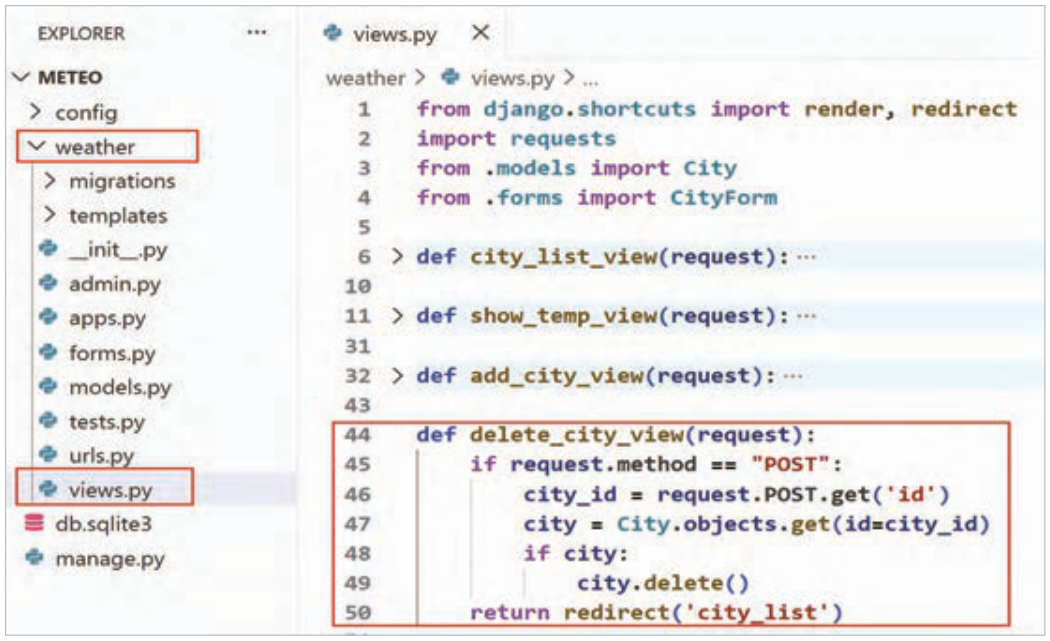 EXPLORER ...
METEO
config
weather
migrations
templates
__init__.py
admin.py
apps.py
forms.py
models.py
tests.py
urls.py
views.py
db.sqlite3
manage.py
views.py ×
weather > views.py > ...
1 from django.shortcuts import render, redirect
2 import requests
3 from .models import City
4 from .forms import CityForm
5
6 > def city_list_view(request): ...
10
11 > def show_temp_view(request): ...
31
32 > def add_city_view(request): ...
43
44 def delete_city_view(request):
45 if request.method == "POST":
46 city_id = request.POST.get('id')
47 city = City.objects.get(id=city_id)
48 if city:
49 city.delete()
50 return redirect('city_list')